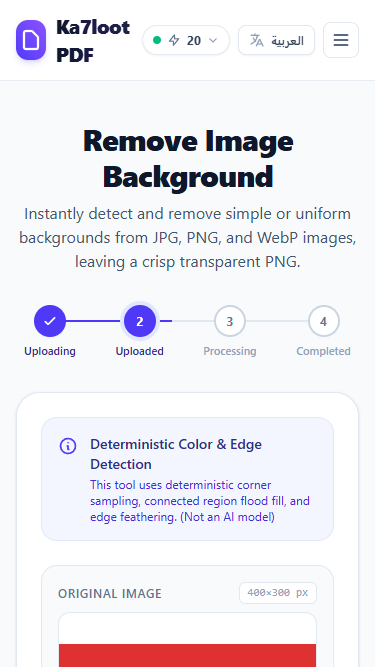 Ka7loot PDF
20
العربية
Remove Image
Background
Instantly detect and remove simple or uniform
backgrounds from JPG, PNG, and WebP images,
leaving a crisp transparent PNG.
2
3
4
Uploading
Uploaded
Processing
Completed
Deterministic Color & Edge
Detection
This tool uses deterministic corner
sampling, connected region flood fill, and
edge feathering. (Not an AI model)
ORIGINAL IMAGE
400×300 px